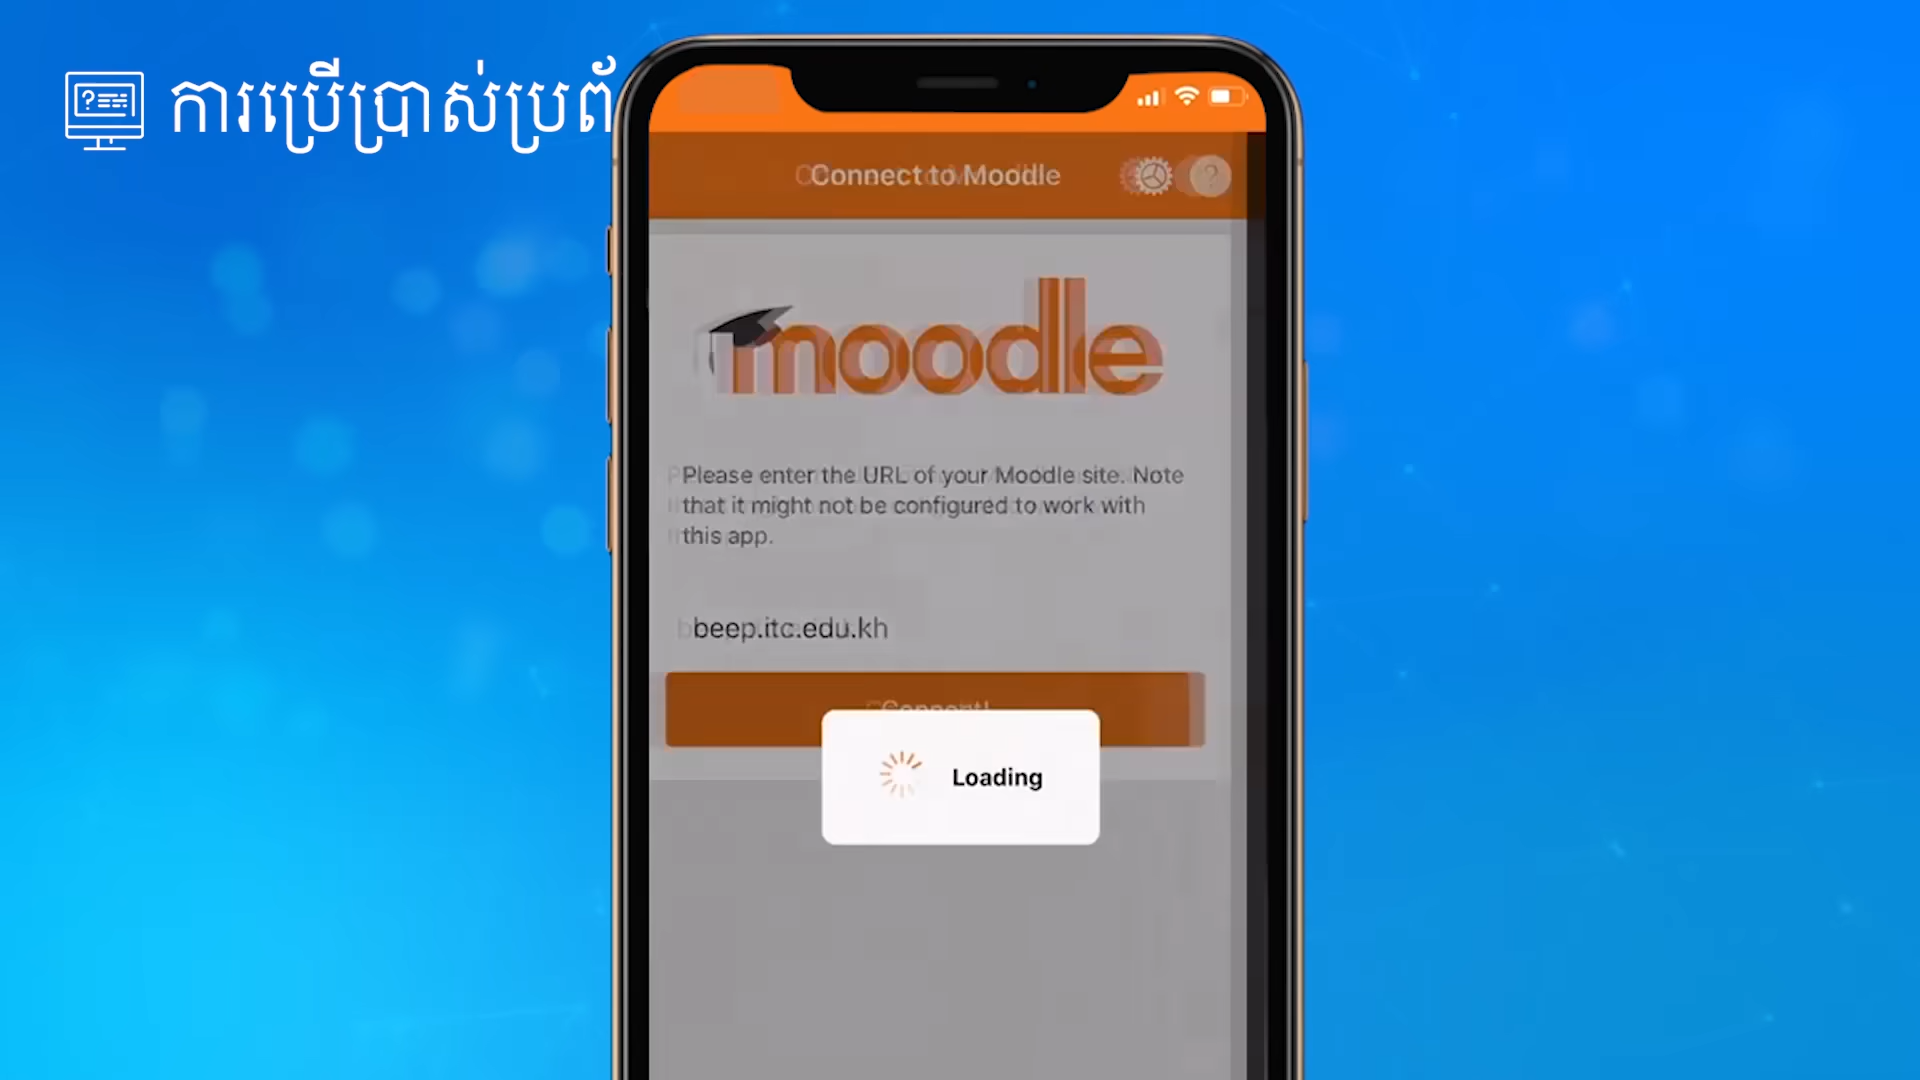 ការប្រើប្រាស់ប្រព័
Connect to Moodle
moodle
Please enter the URL of your Moodle site. Note
that it might not be configured to work with
this app.
beep.itc.edu.kh
Connect!
Loading